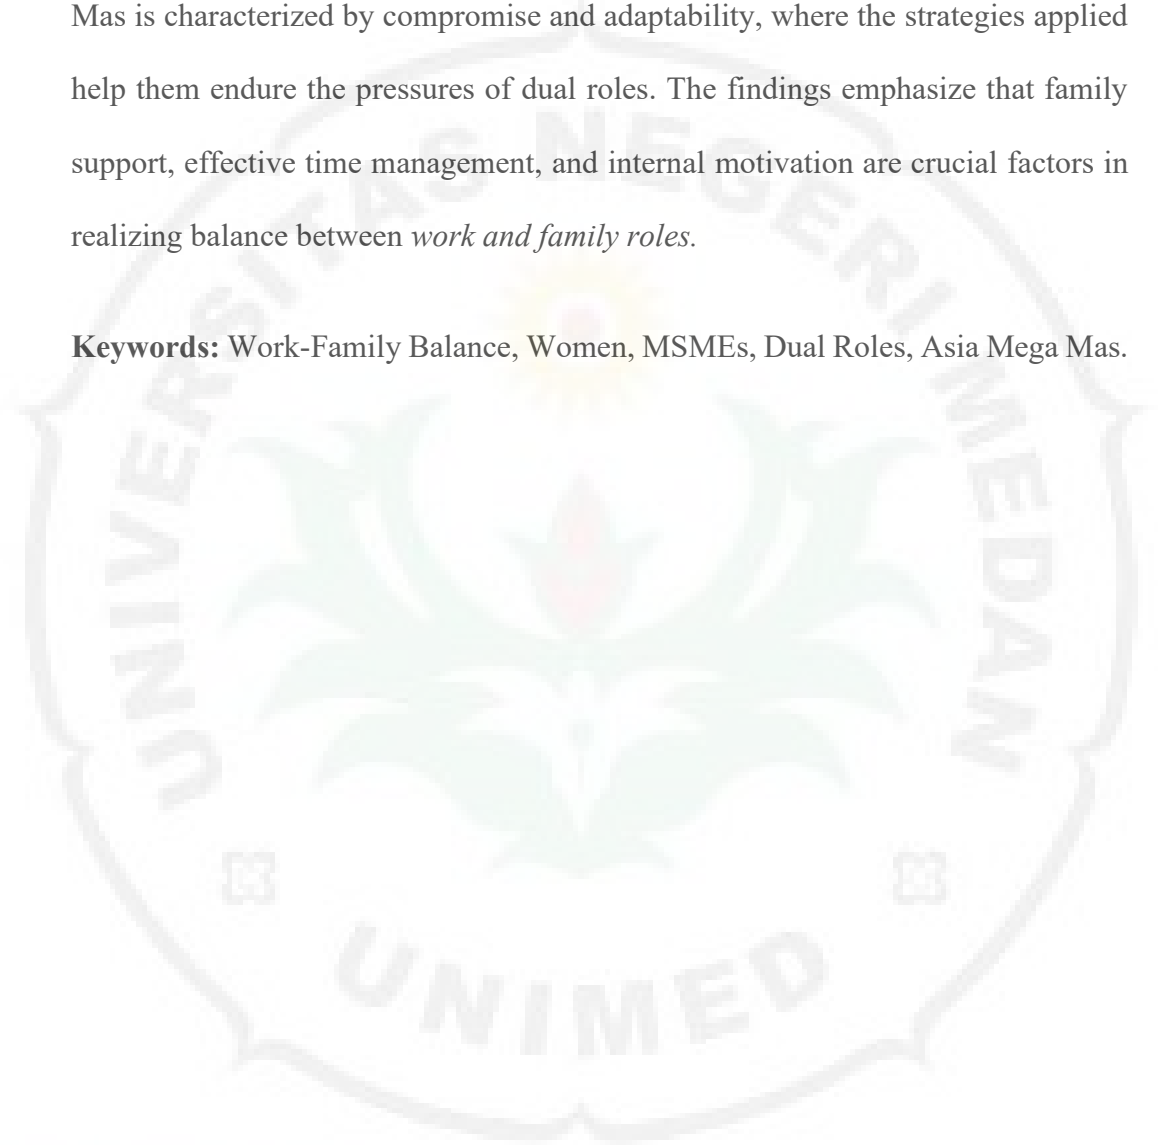 Mas is characterized by compromise and adaptability, where the strategies applied
help them endure the pressures of dual roles. The findings emphasize that family
support, effective time management, and internal motivation are crucial factors in
realizing balance between work and family roles.
Keywords: Work-Family Balance, Women, MSMEs, Dual Roles, Asia Mega Mas.
UNIVERSITAS NEGERI MEDAN
UNIMED